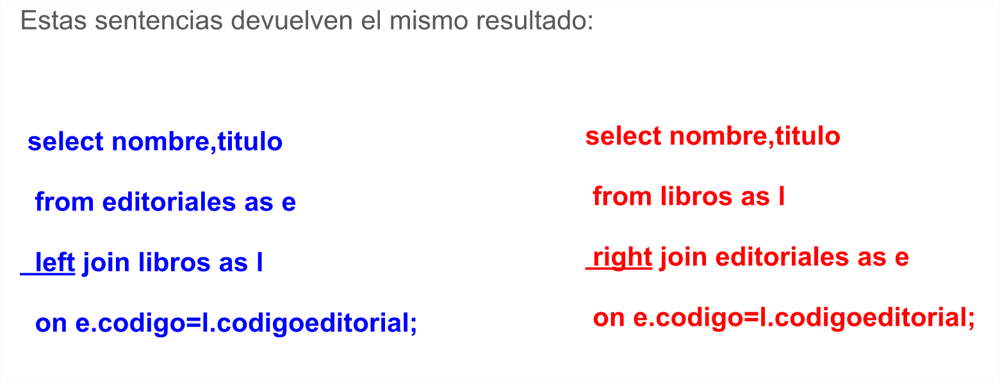 Estas sentencias devuelven el mismo resultado:
select nombre,titulo
from editoriales as e
left join libros as l
on e.codigo=l.codigoeditorial;
select nombre,titulo
from libros as l
right join editoriales as e
on e.codigo=l.codigoeditorial;